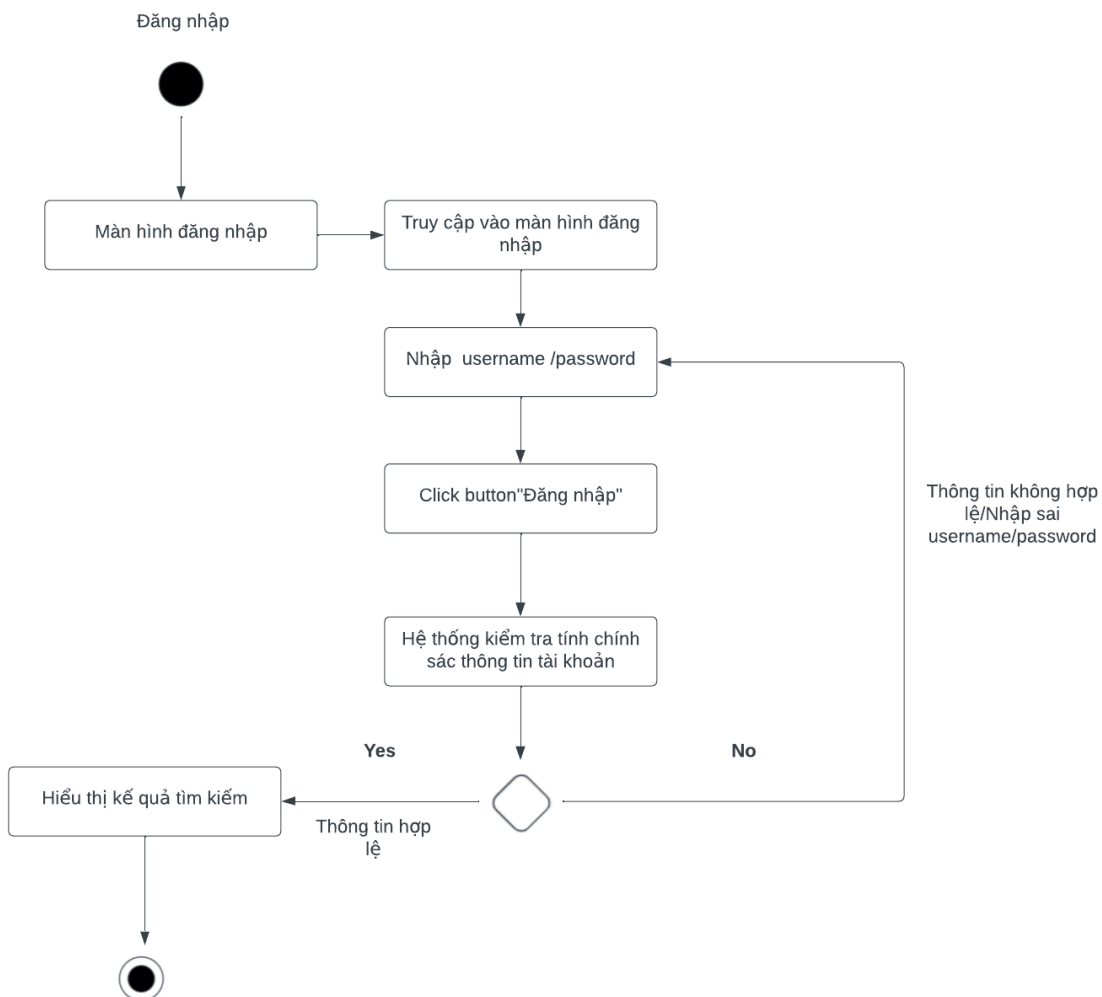 Đăng nhập
Màn hình đăng nhập
Truy cập vào màn hình đăng
nhập
Nhập  username /password
Click button"Đăng nhập"
Thông tin không hợp
lệ/Nhập sai
username/password
Hệ thống kiểm tra tính chính
sác thông tin tài khoản
Yes
No
Hiểu thị kế quả tìm kiếm
Thông tin hợp
lệ